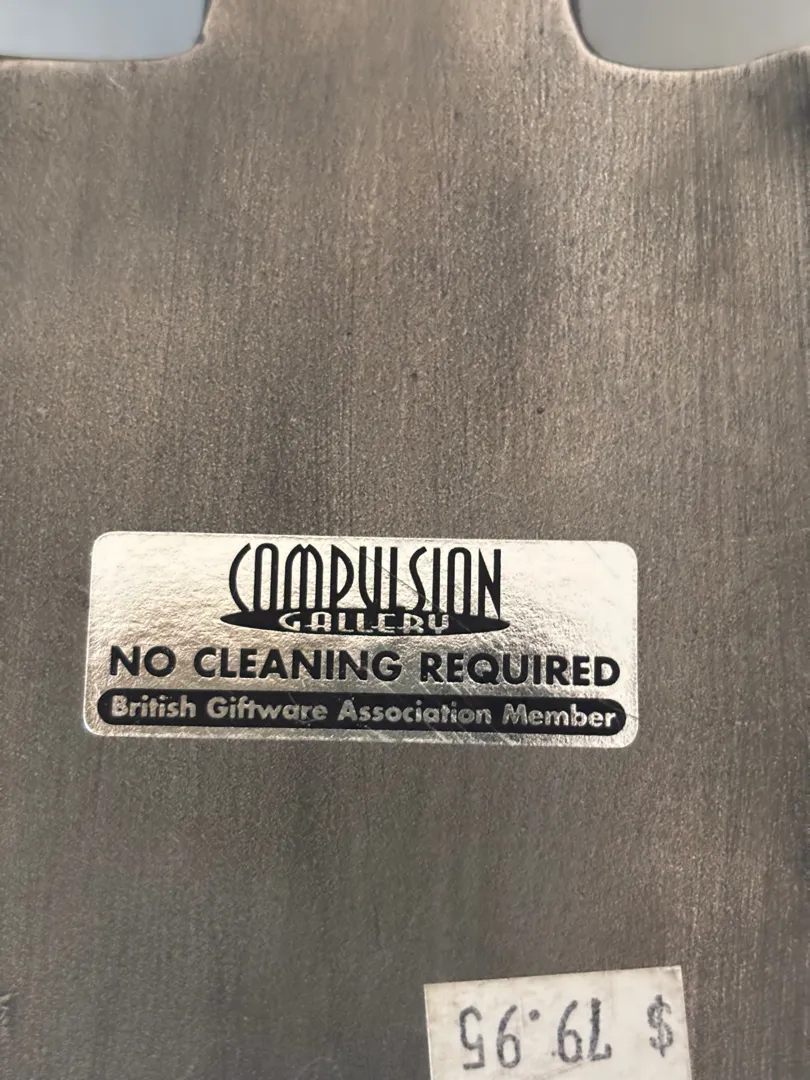 COMPULSION
GALLERY
NO CLEANING REQUIRED
British Giftware Association Member
$ 79.95